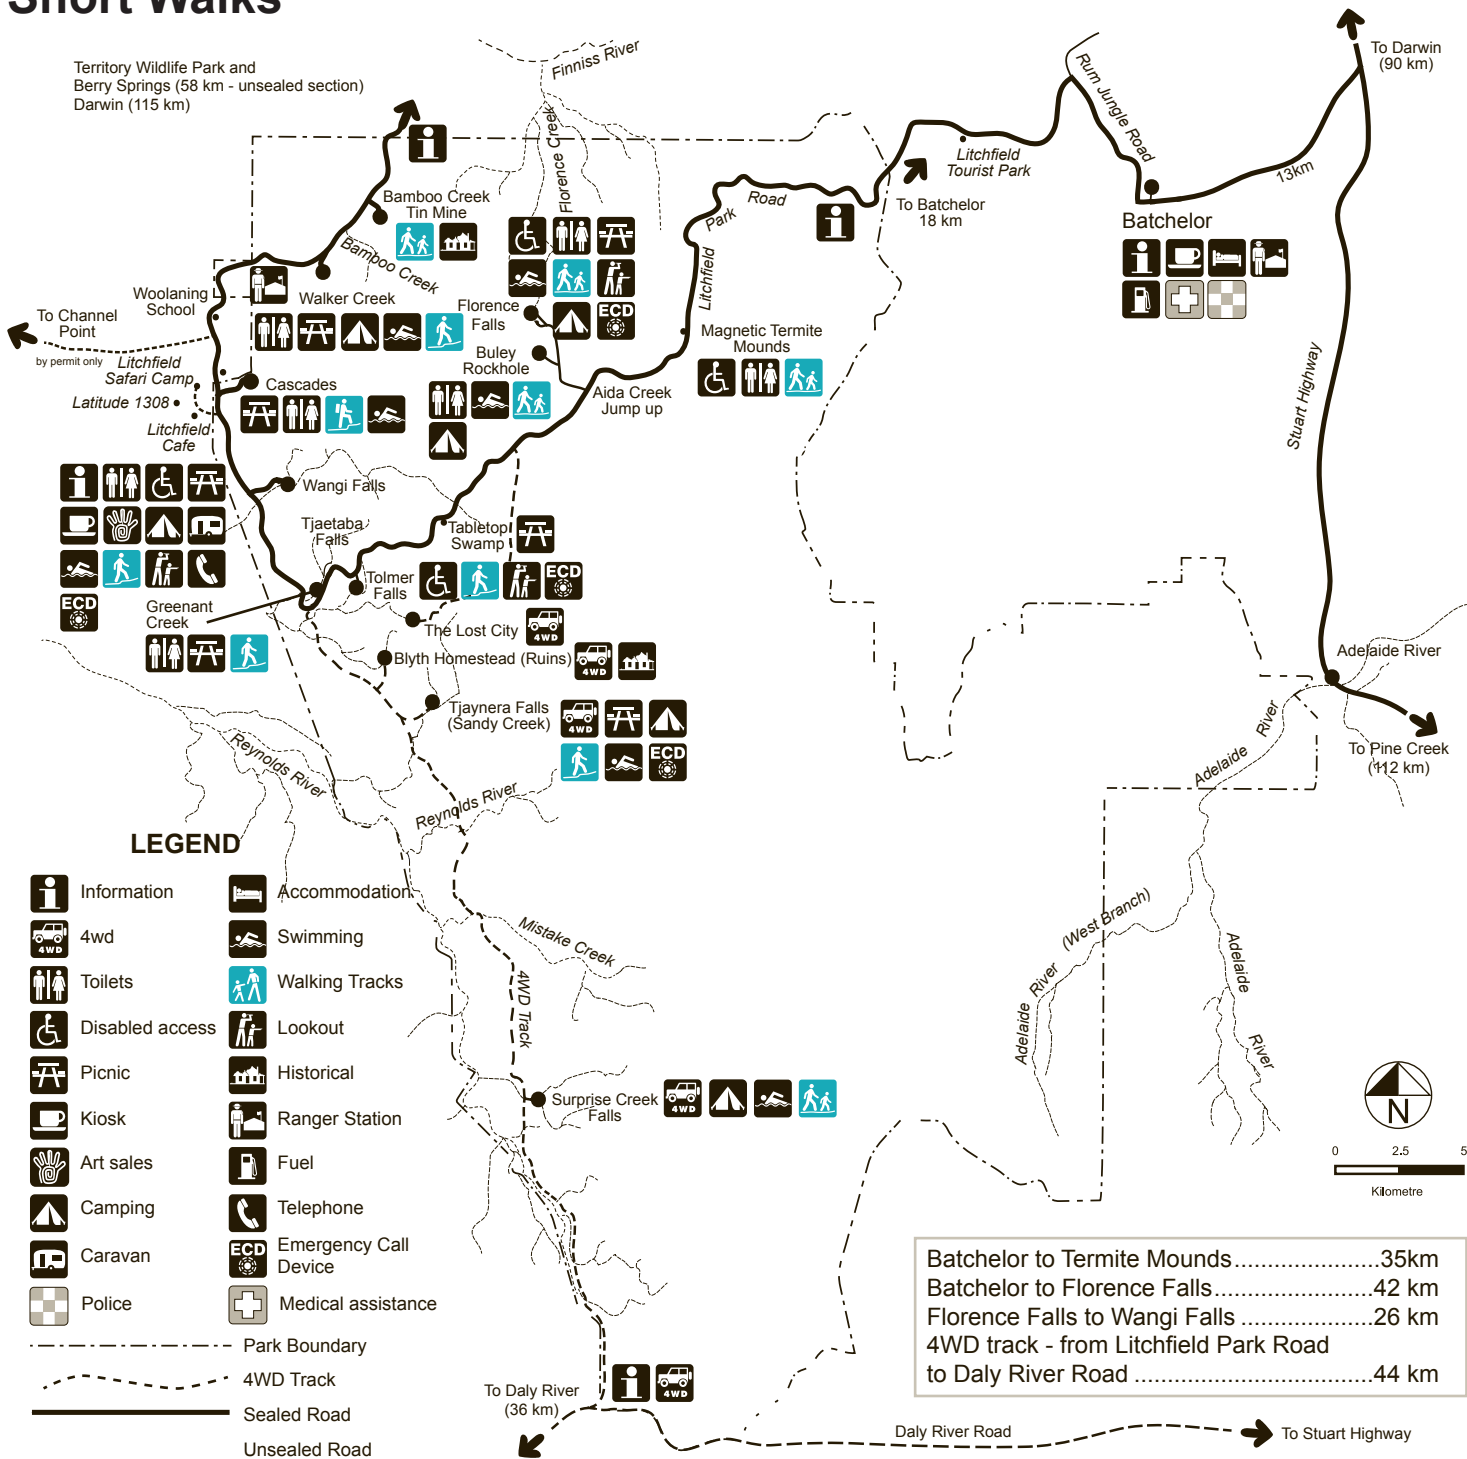 Short Walks
Territory Wildlife Park and
Berry Springs (58 km - unsealed section)
Darwin (115 km)
Finniss River
Florence Creek
Rum Jungle Road
To Darwin
(90 km)
Litchfield
Tourist Park
13km
To Batchelor
18 km
Batchelor
Bamboo Creek
Tin Mine
Bamboo Creek
Litchfield
Park
Road
Woolaning
School
Walker Creek
To Channel
Point
by permit only
Florence
Falls
Buley
Rockhole
ECD
Magnetic Termite
Mounds
Aida Creek
Jump up
Stuart Highway
Litchfield
Safari Camp
Latitude 1308
Litchfield
Cafe
Cascades
Wangi Falls
Tjaetaba
Falls
Tabletop
Swamp
Tolmer
Falls
ECD
ECD
Greenant
Creek
The Lost City
4WD
Blyth Homestead (Ruins)
4WD
Adelaide River
Tjaynera Falls
(Sandy Creek)
4WD
ECD
Adelaide
River
To Pine Creek
(112 km)
Reynolds River
Reynolds River
Mistake Creek
4WD Track
Adelaide
River
(West Branch)
Adelaide
River
Surprise Creek
Falls
4WD
LEGEND
Information
Accommodation
4WD
4wd
Swimming
Toilets
Walking Tracks
Disabled access
Lookout
Picnic
Historical
Kiosk
Ranger Station
Art sales
Fuel
Camping
Telephone
Caravan
ECD
Emergency Call
Device
Police
Medical assistance
Park Boundary
4WD Track
Sealed Road
Unsealed Road
N
0 2.5 5
Kilometre
Batchelor to Termite Mounds.....................35km
Batchelor to Florence Falls.......................42 km
Florence Falls to Wangi Falls ...................26 km
4WD track - from Litchfield Park Road
to Daly River Road ...................................44 km
To Daly River
(36 km)
4WD
Daly River Road
To Stuart Highway